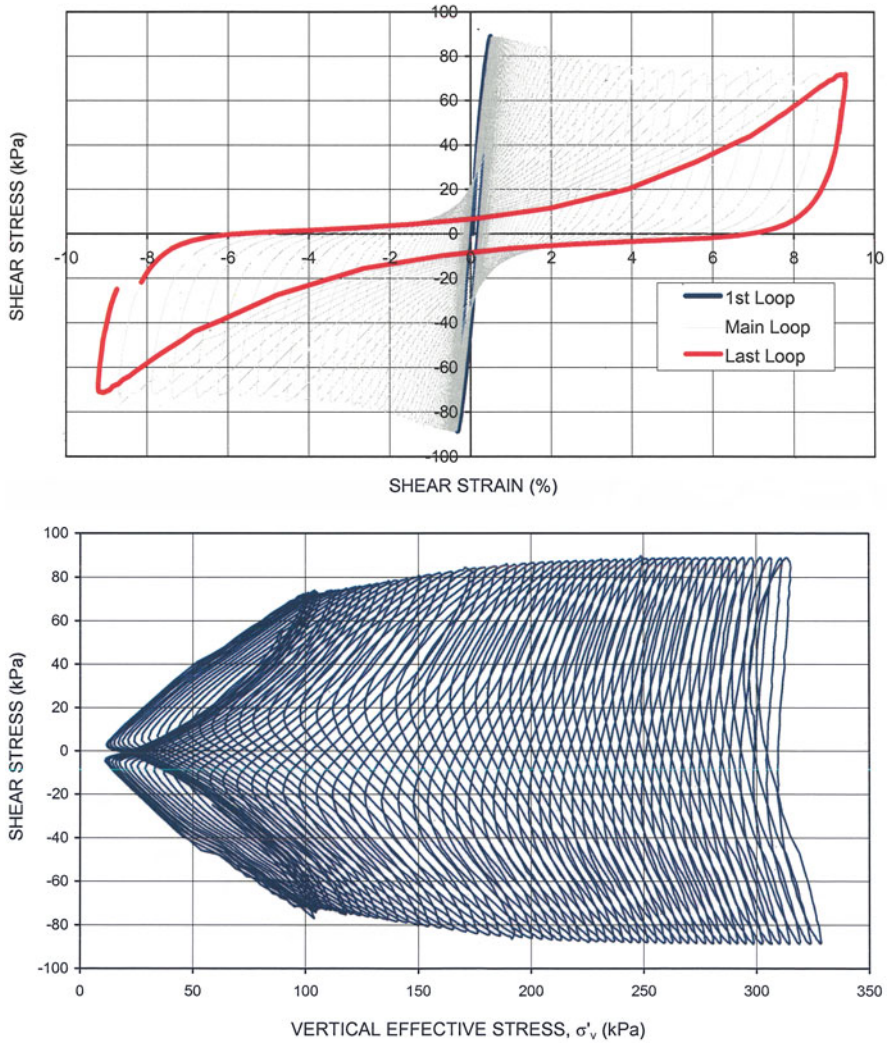 100
80
60
40
20
0
-20
-40
-60
-80
-100
-10 -8 -6 -4 -2 0 2 4 6 8 10
SHEAR STRESS (kPa)
SHEAR STRAIN (%)
1st Loop
Main Loop
Last Loop
100
80
60
40
20
0
-20
-40
-60
-80
-100
0 50 100 150 200 250 300 350
SHEAR STRESS (kPa)
VERTICAL EFFECTIVE STRESS, σ'v (kPa)